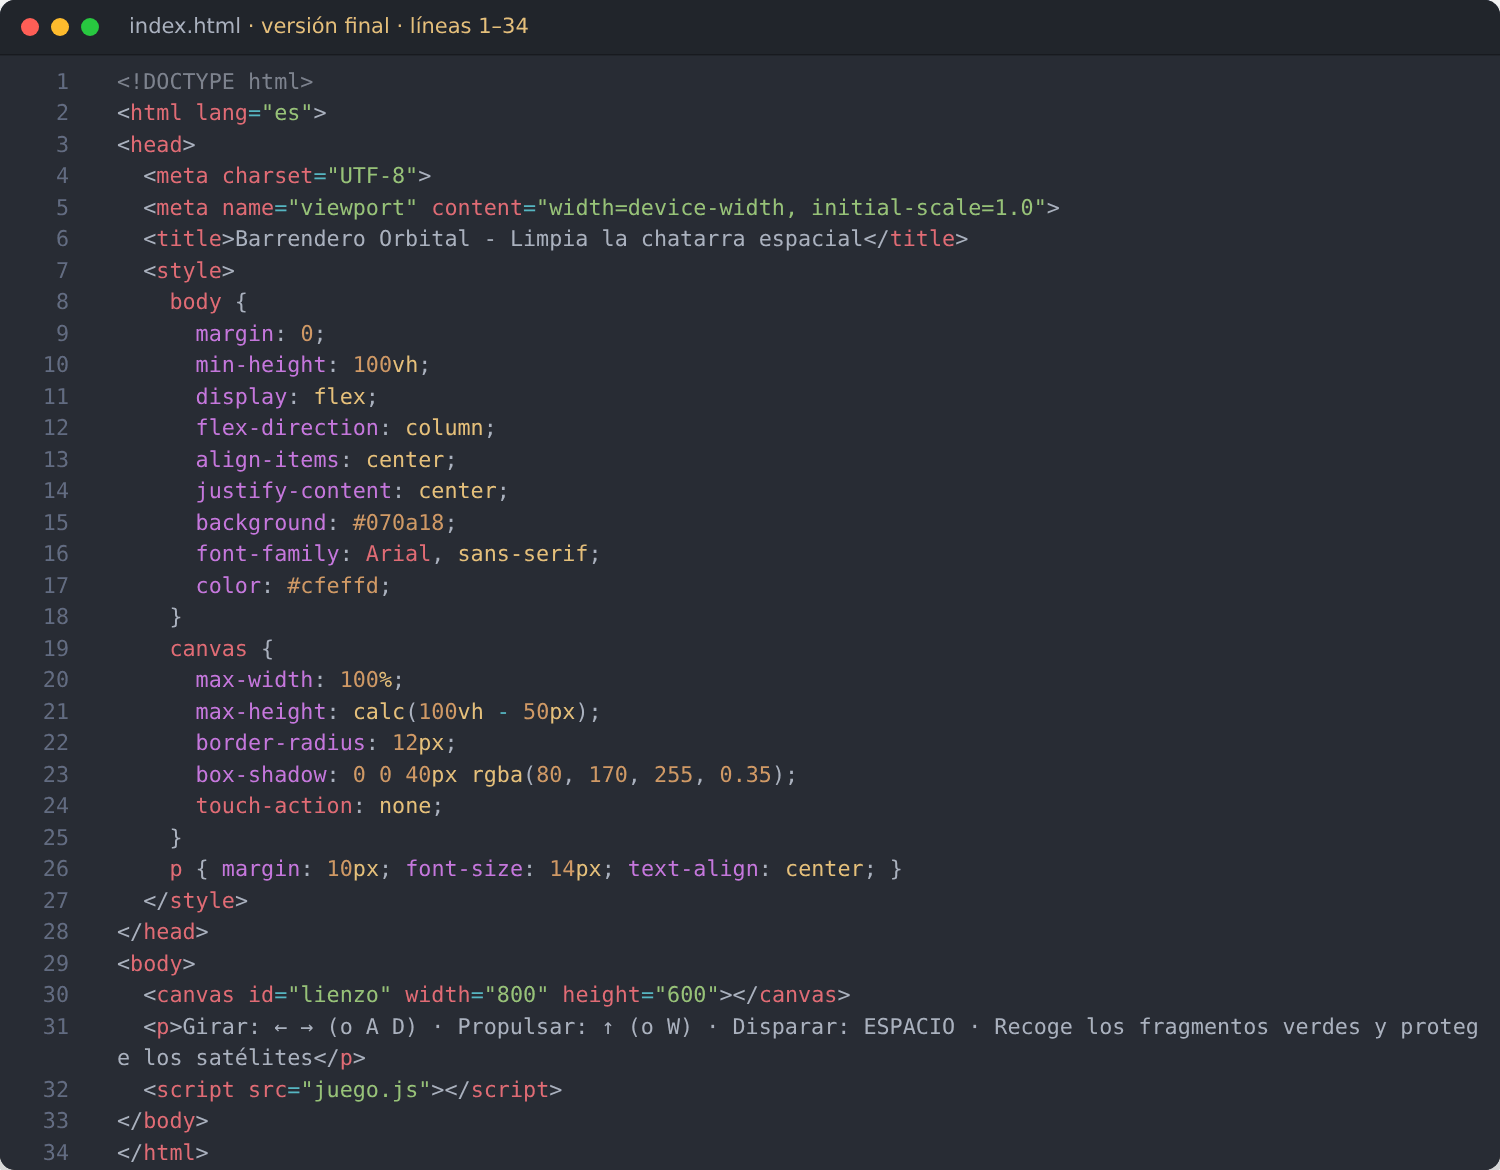 index.html · versión final · líneas 1–34
1 <!DOCTYPE html>
2 <html lang="es">
3 <head>
4   <meta charset="UTF-8">
5   <meta name="viewport" content="width=device-width, initial-scale=1.0">
6   <title>Barrendero Orbital - Limpia la chatarra espacial</title>
7   <style>
8     body {
9       margin: 0;
10       min-height: 100vh;
11       display: flex;
12       flex-direction: column;
13       align-items: center;
14       justify-content: center;
15       background: #070a18;
16       font-family: Arial, sans-serif;
17       color: #cfeffd;
18     }
19     canvas {
20       max-width: 100%;
21       max-height: calc(100vh - 50px);
22       border-radius: 12px;
23       box-shadow: 0 0 40px rgba(80, 170, 255, 0.35);
24       touch-action: none;
25     }
26     p { margin: 10px; font-size: 14px; text-align: center; }
27   </style>
28 </head>
29 <body>
30   <canvas id="lienzo" width="800" height="600"></canvas>
31   <p>Girar: ← → (o A D) · Propulsar: ↑ (o W) · Disparar: ESPACIO · Recoge los fragmentos verdes y proteg
e los satélites</p>
32   <script src="juego.js"></script>
33 </body>
34 </html>